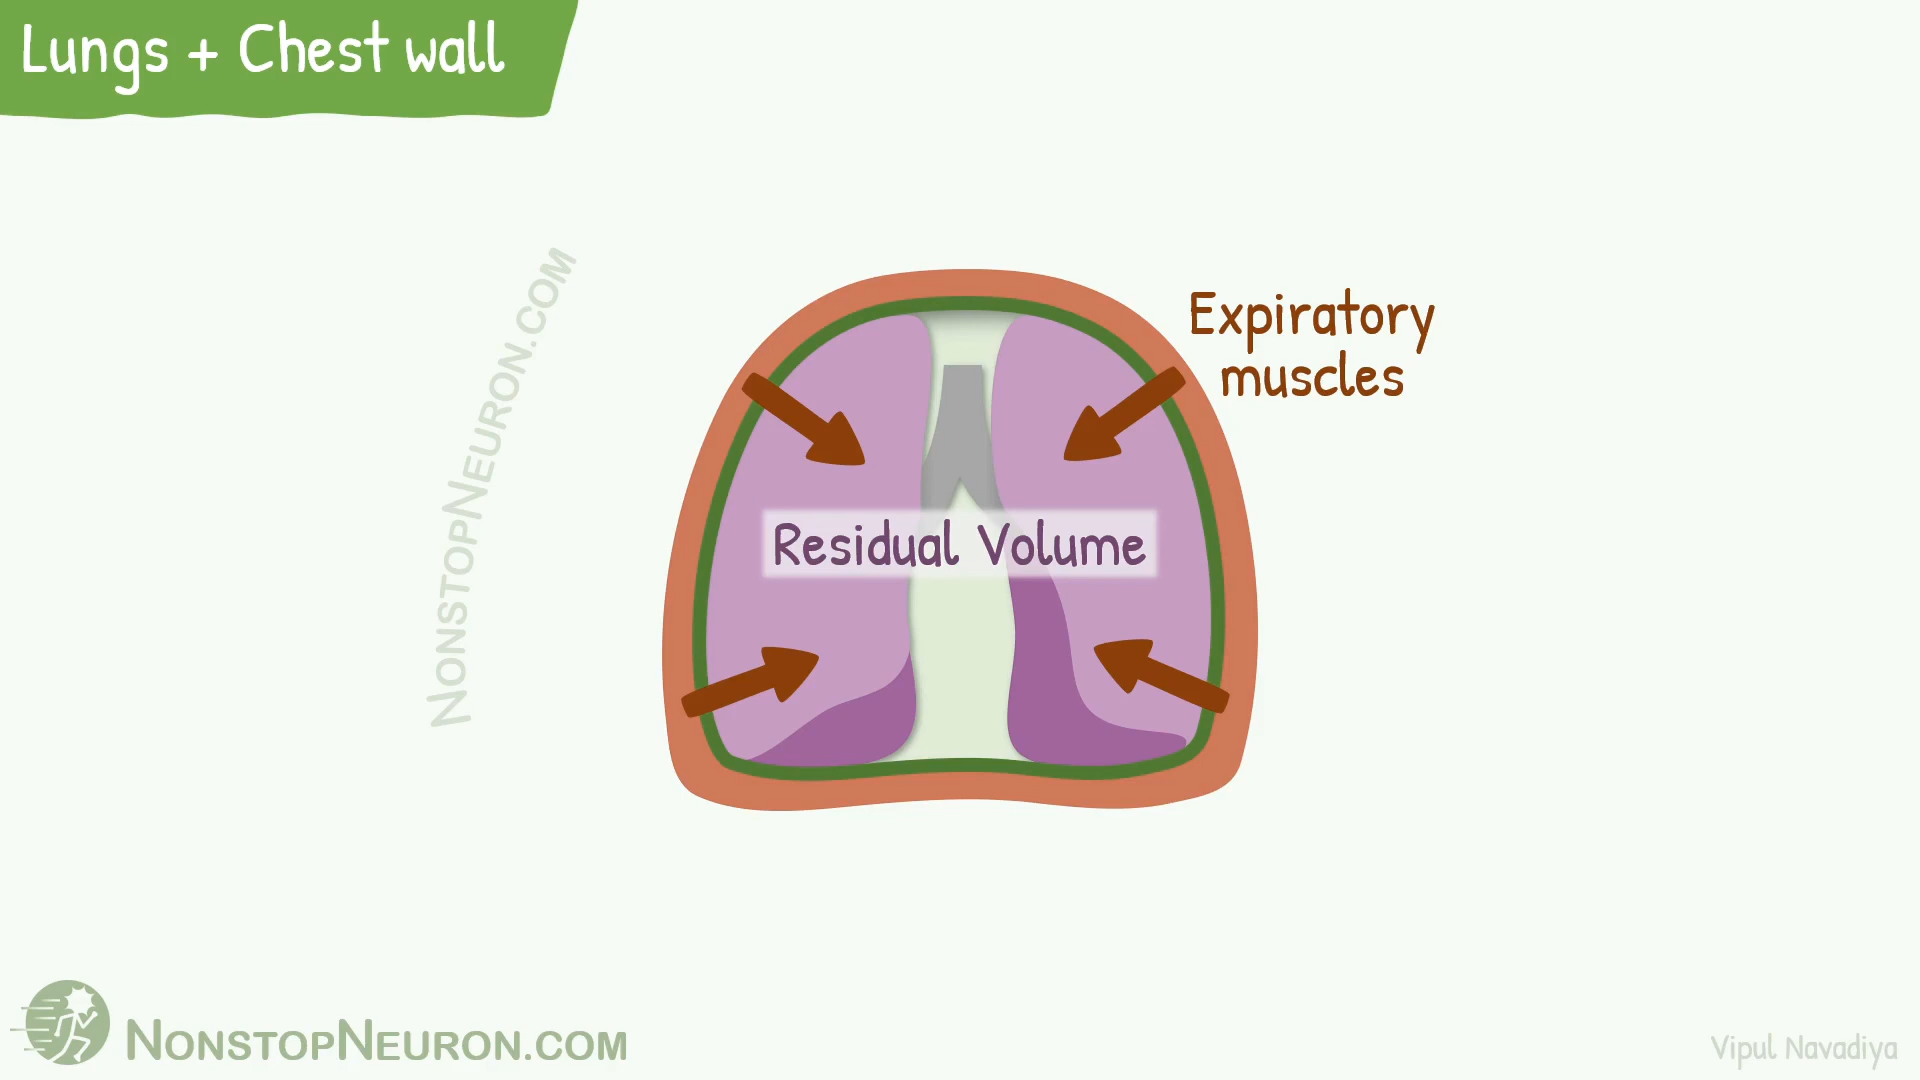 Lungs + Chest wall
NONSTOPNEURON.COM
Expiratory
muscles
Residual Volume
NONSTOPNEURON.COM
Vipul Navadiya